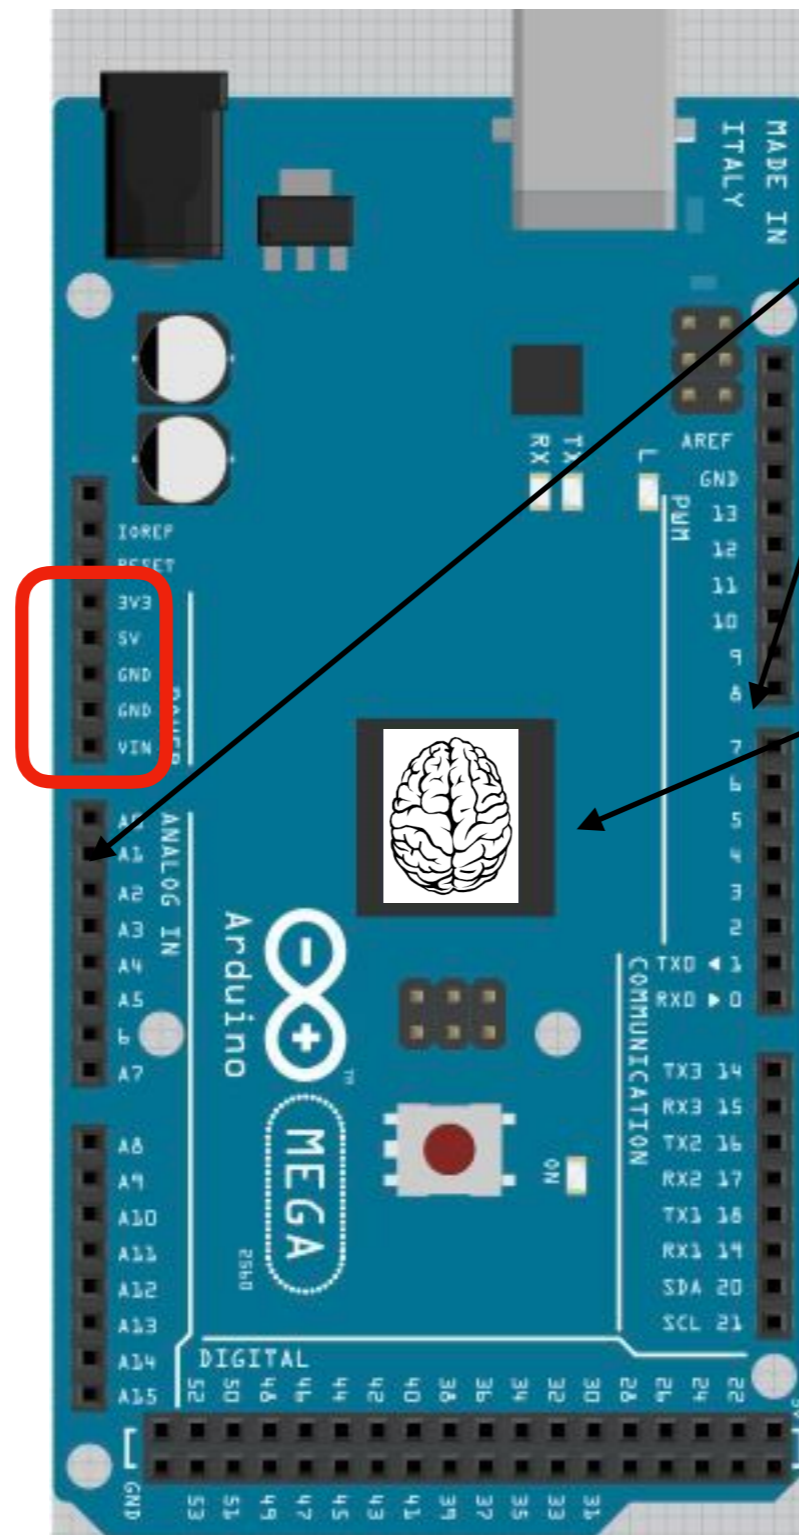 MADE IN
ITALY
RX
TX
L
PWM
AREF
GND
13
12
11
10
9
8
7
6
5
4
3
2
TX0 ◄ 1
RX0 ► 0
COMMUNICATION
TX3 14
RX3 15
TX2 16
RX2 17
TX1 18
RX1 19
SDA 20
SCL 21
IOREF
RESET
3V3
5V
GND
GND
VIN
POWER
A0
A1
A2
A3
A4
A5
6
A7
ANALOG IN
A8
A9
A10
A11
A12
A13
A14
A15
Arduino
TM
MEGA
2560
ON
DIGITAL
52 50 48 46 44 42 40 38 36 34 32 30 28 26 24 22
GND
53 51 49 47 45 43 41 39 37 35 33 31